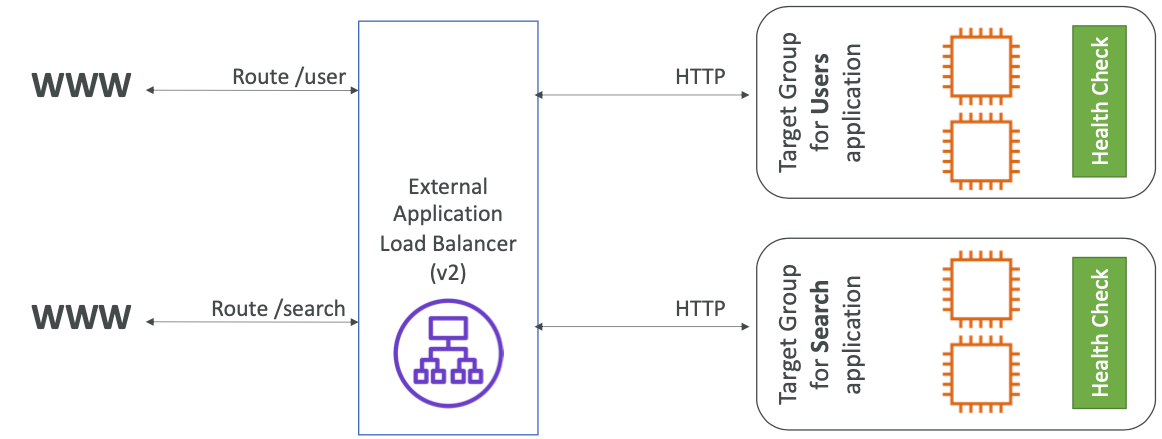 WWW
Route /user
HTTP
Target Group
for Users
application
Health Check
External
Application
Load Balancer
(v2)
WWW
Route /search
HTTP
Target Group
for Search
application
Health Check